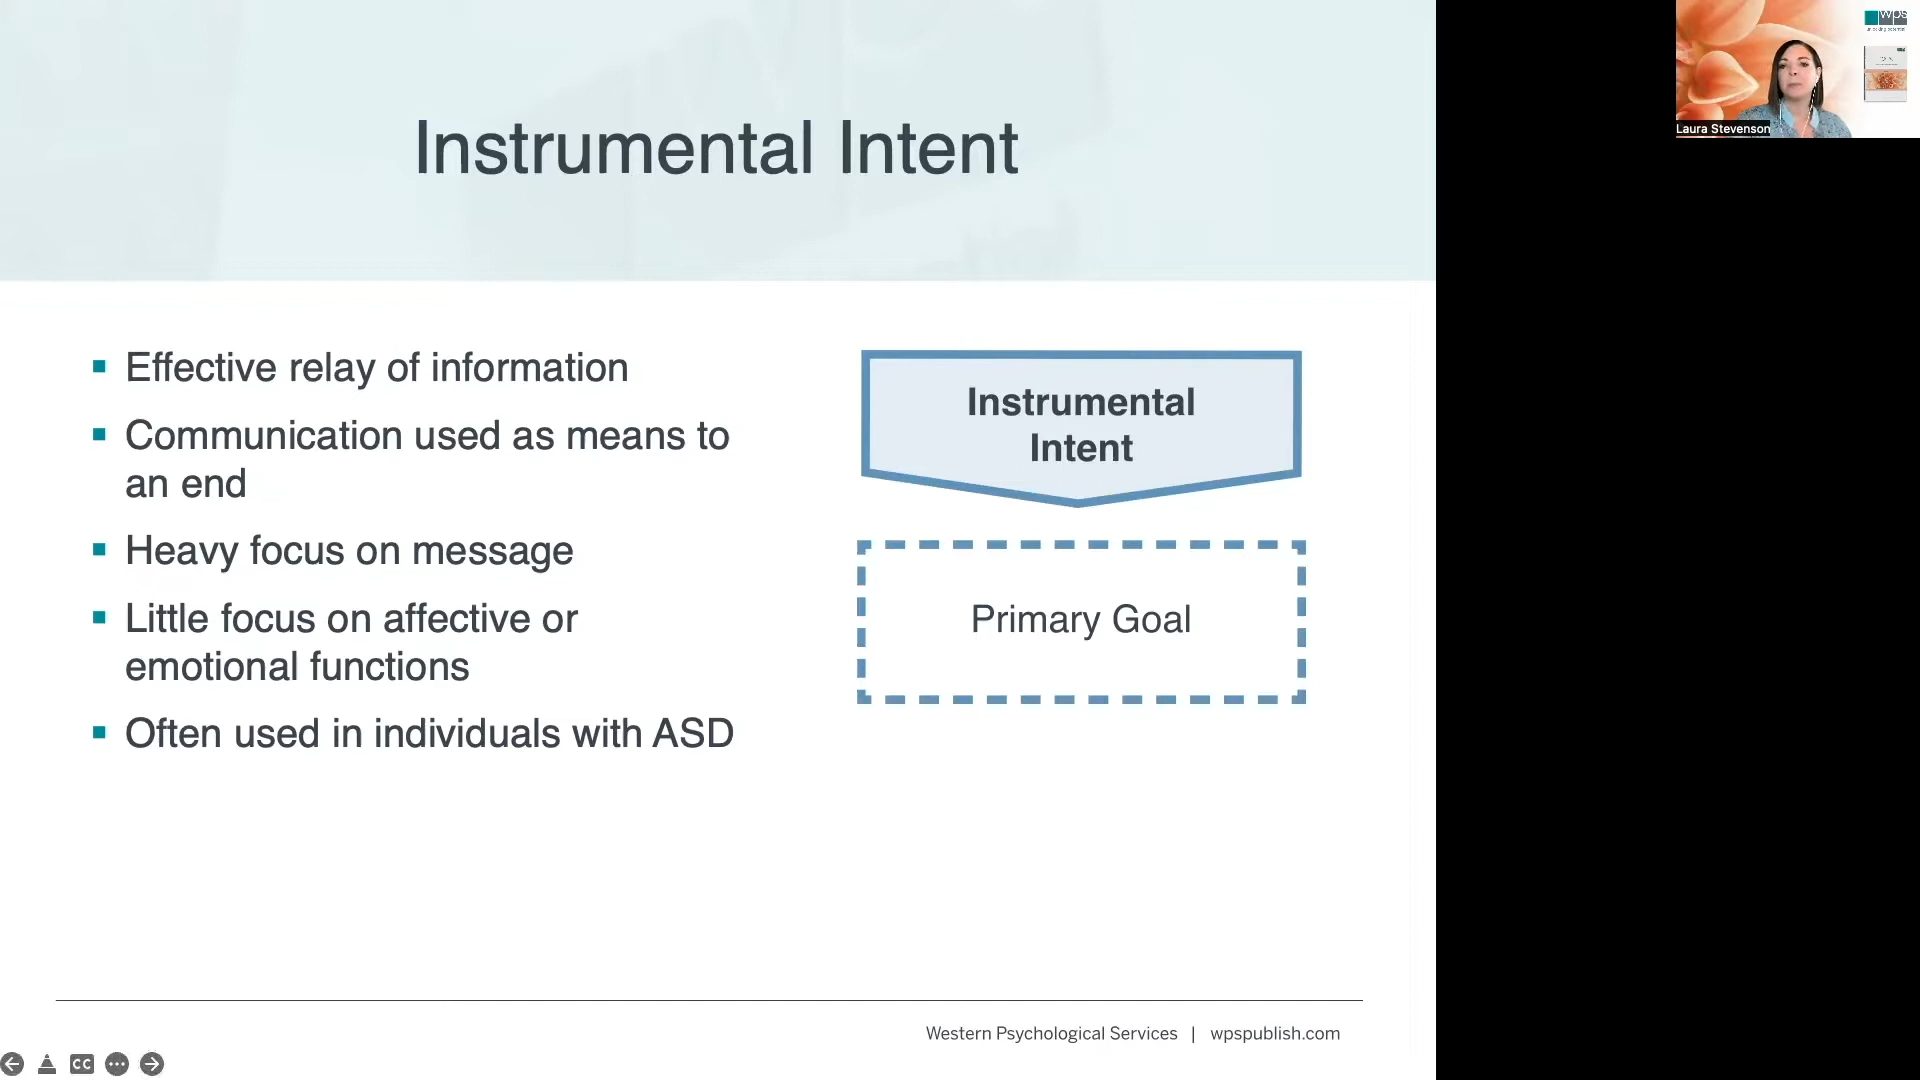 Instrumental Intent
Effective relay of information
Communication used as means to
an end
Heavy focus on message
Little focus on affective or
emotional functions
Often used in individuals with ASD
Instrumental
Intent
Primary Goal
Western Psychological Services | wpspublish.com
CC
wps
Laura Stevenson